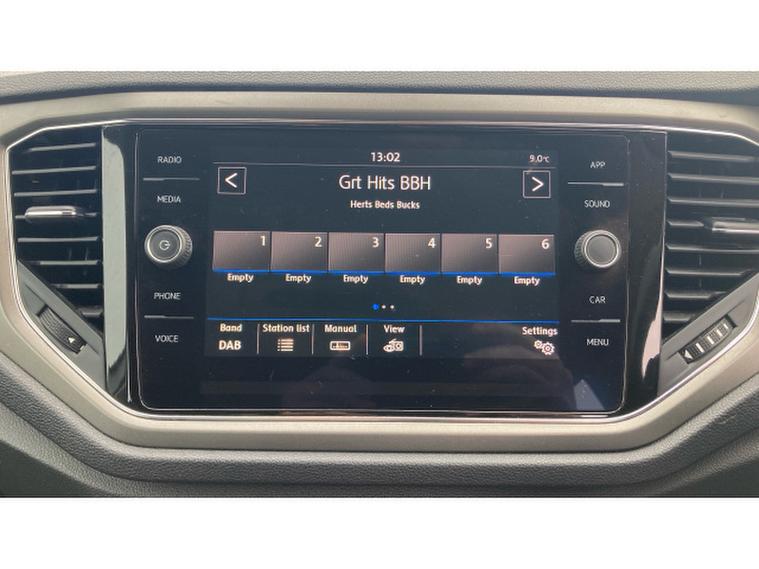 RADIO
MEDIA
PHONE
VOICE
13:02
9.0°C
Grt Hits BBH
Herts Beds Bucks
1 2 3 4 5 6
Empty Empty Empty Empty Empty Empty
Band Station list Manual View Settings
DAB
APP
SOUND
CAR
MENU